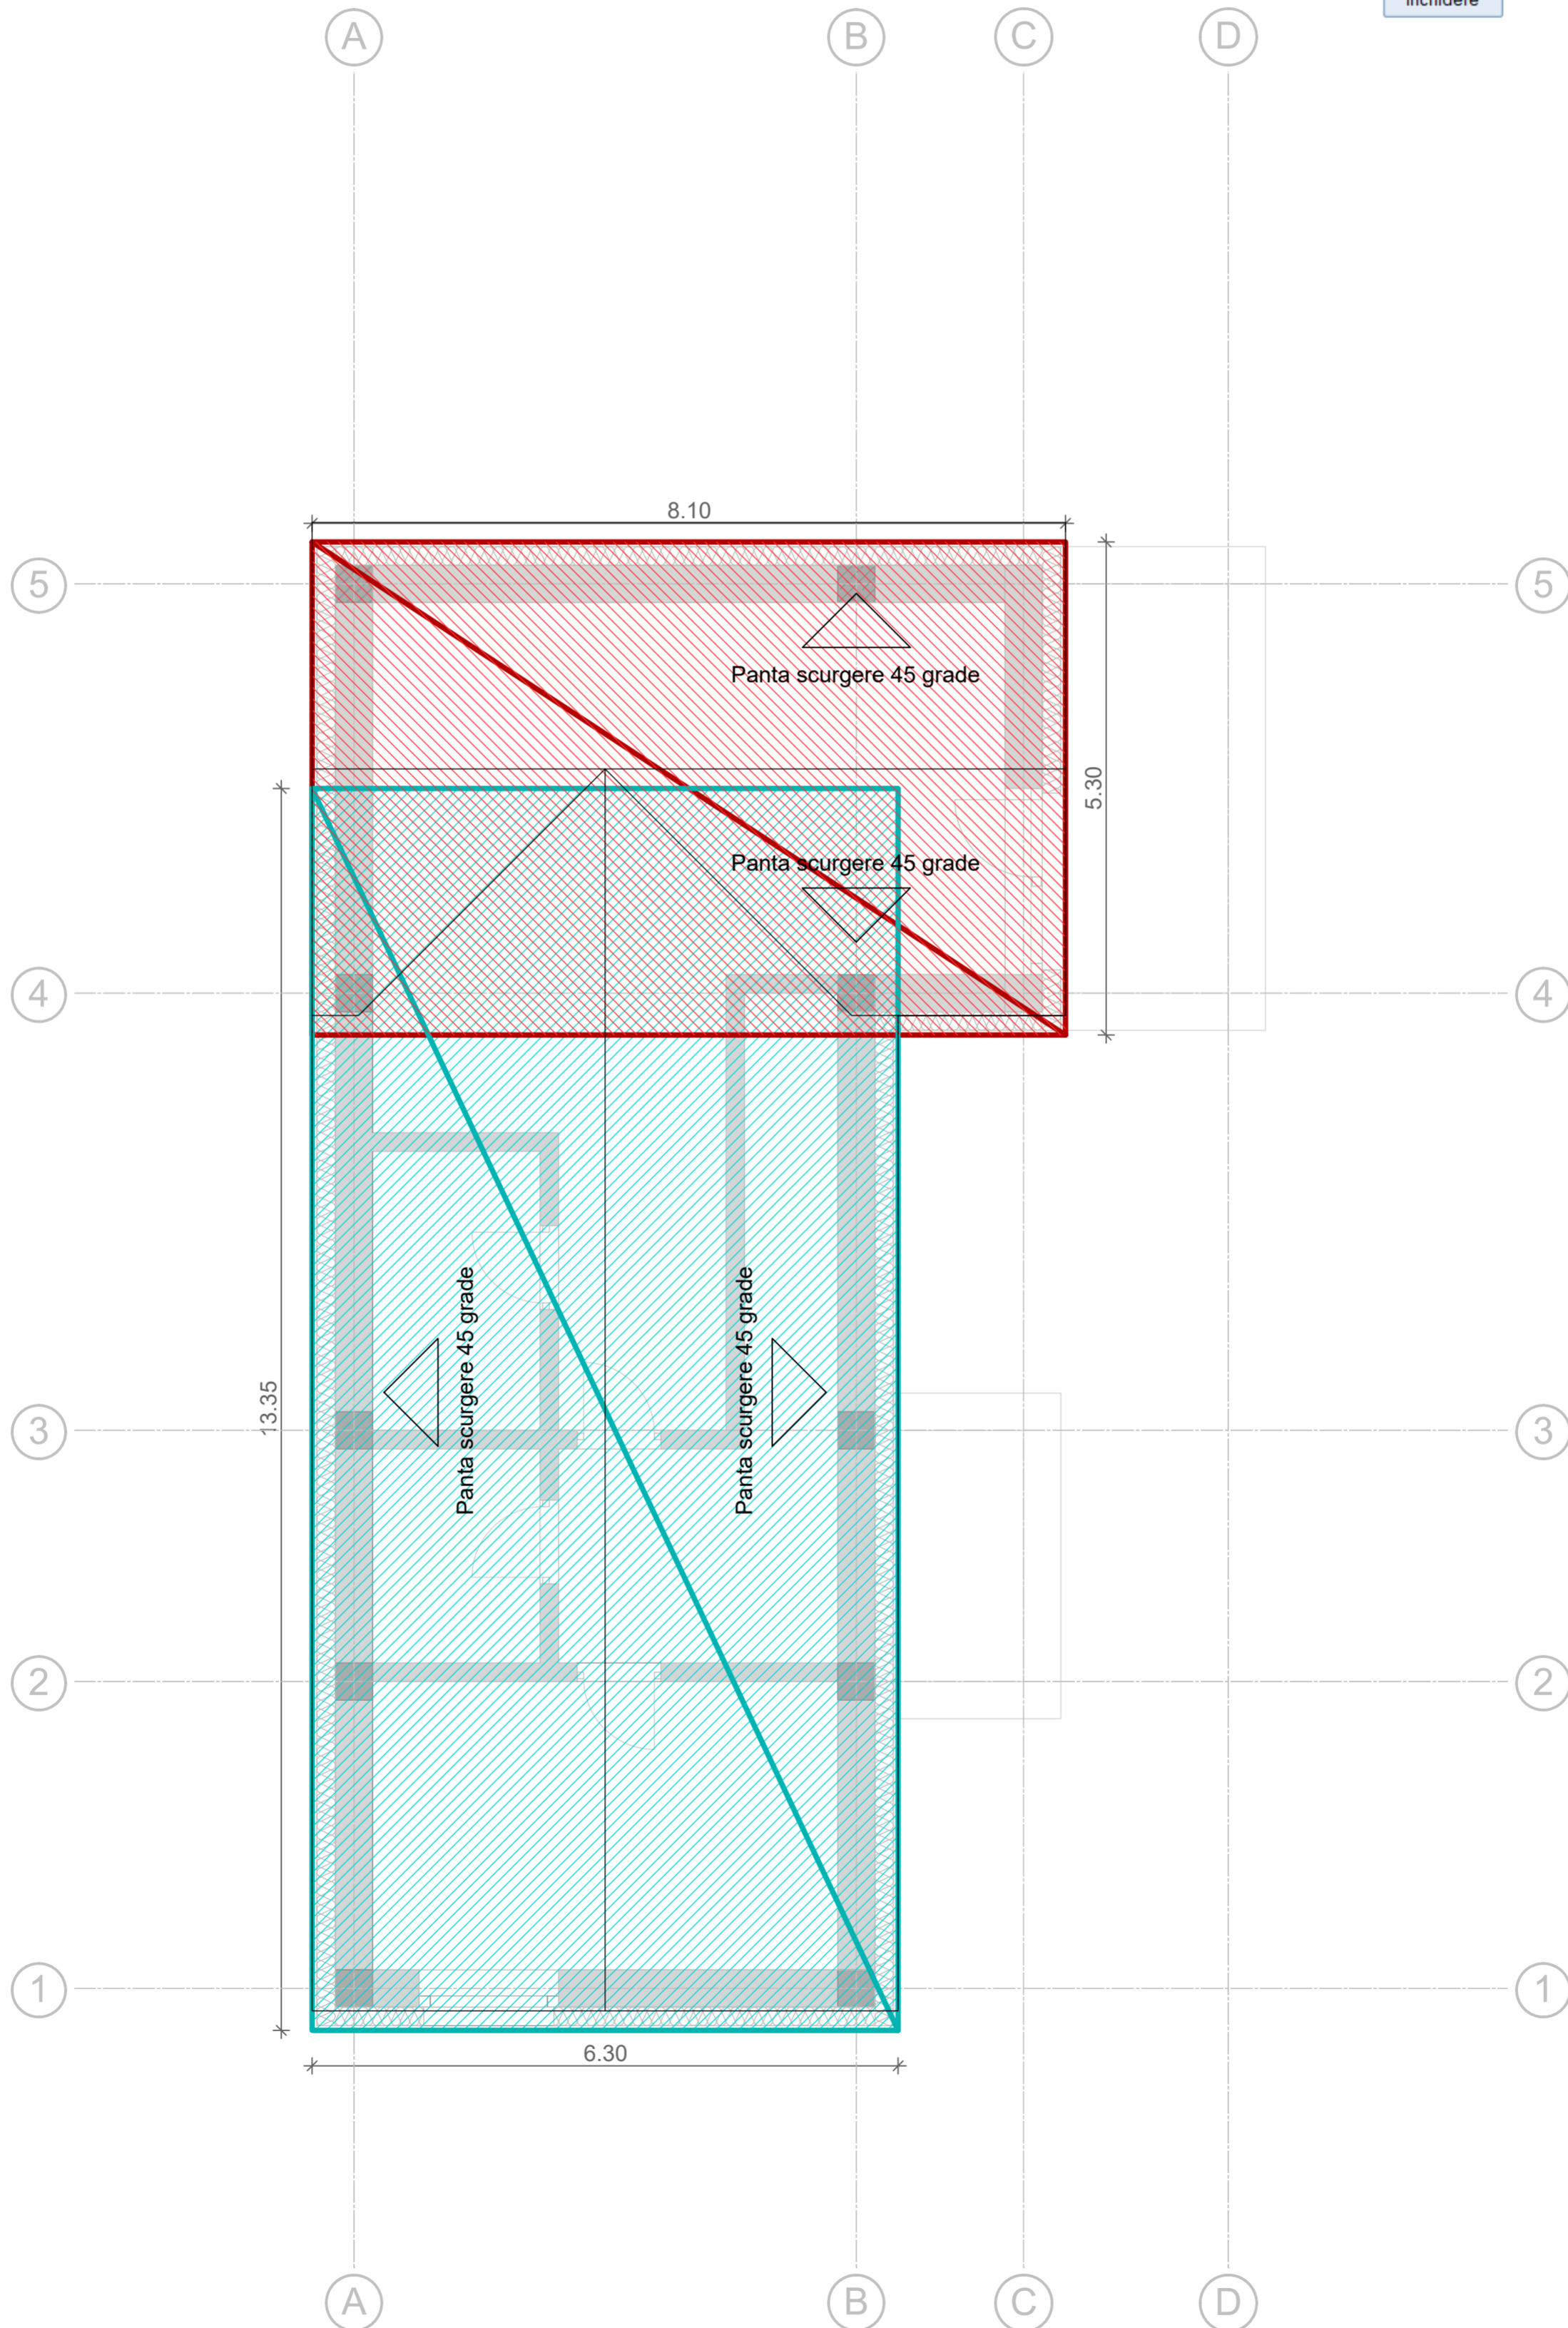 Inchidere
A B C D
8.10
5 5
Panta scurgere 45 grade
5.30
Panta scurgere 45 grade
4 4
Panta scurgere 45 grade
Panta scurgere 45 grade
13.35
3 3
2 2
1 1
6.30
A B C D